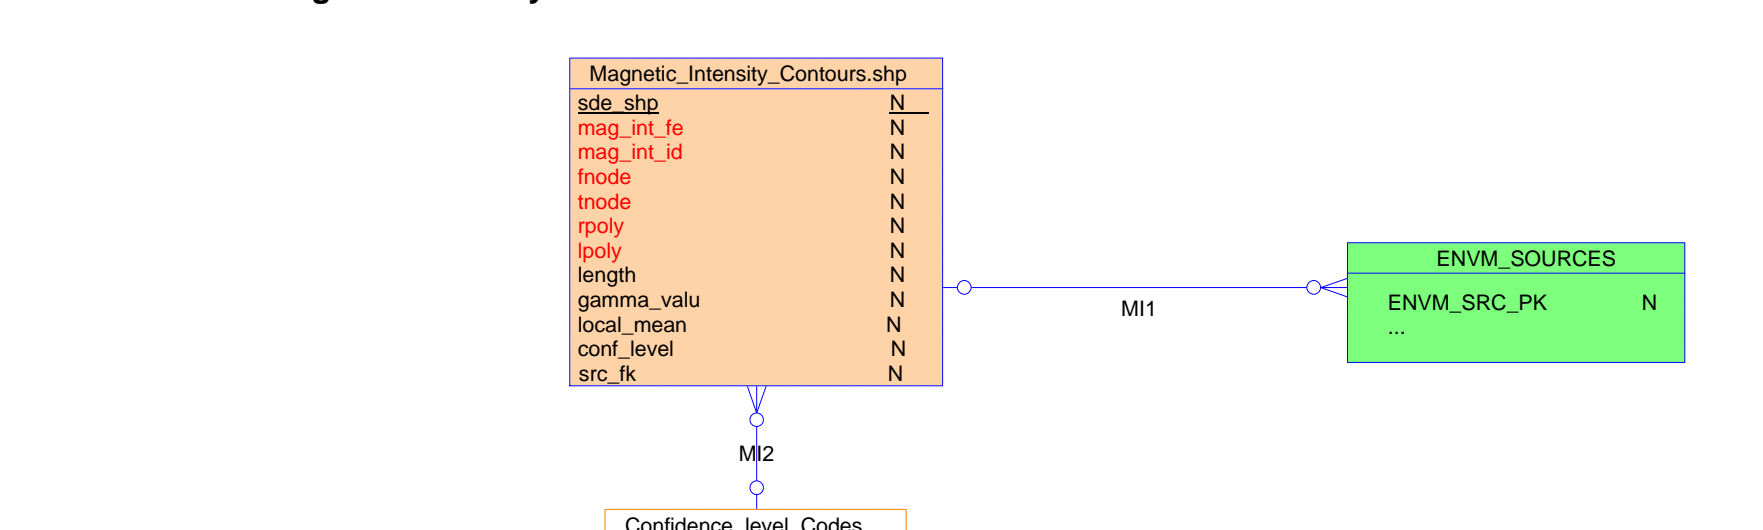 Magnetic_Intensity_Contours.shp
sde_shp N
mag_int_fe N
mag_int_id N
fnode N
tnode N
rpoly N
lpoly N
length N
gamma_valu N
local_mean N
conf_level N
src_fk N
MI1
ENVM_SOURCES
ENVM_SRC_PK N
...
MI2
Confidence_level_Codes